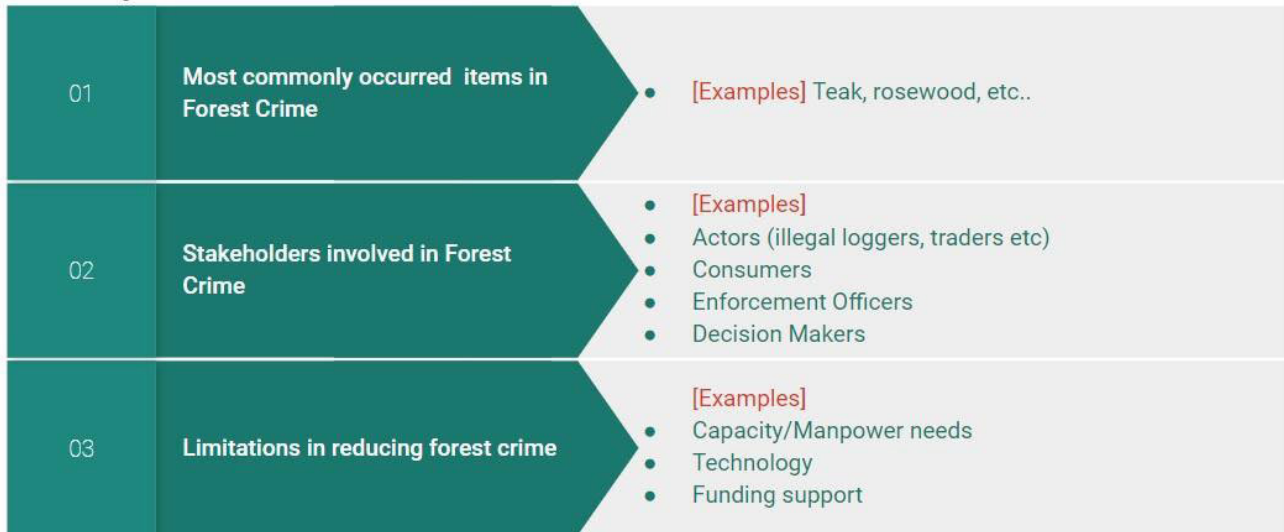 01
Most commonly occurred items in
Forest Crime
• [Examples] Teak, rosewood, etc..
02
Stakeholders involved in Forest
Crime
• [Examples]
• Actors (illegal loggers, traders etc)
• Consumers
• Enforcement Officers
• Decision Makers
03
Limitations in reducing forest crime
[Examples]
• Capacity/Manpower needs
• Technology
• Funding support